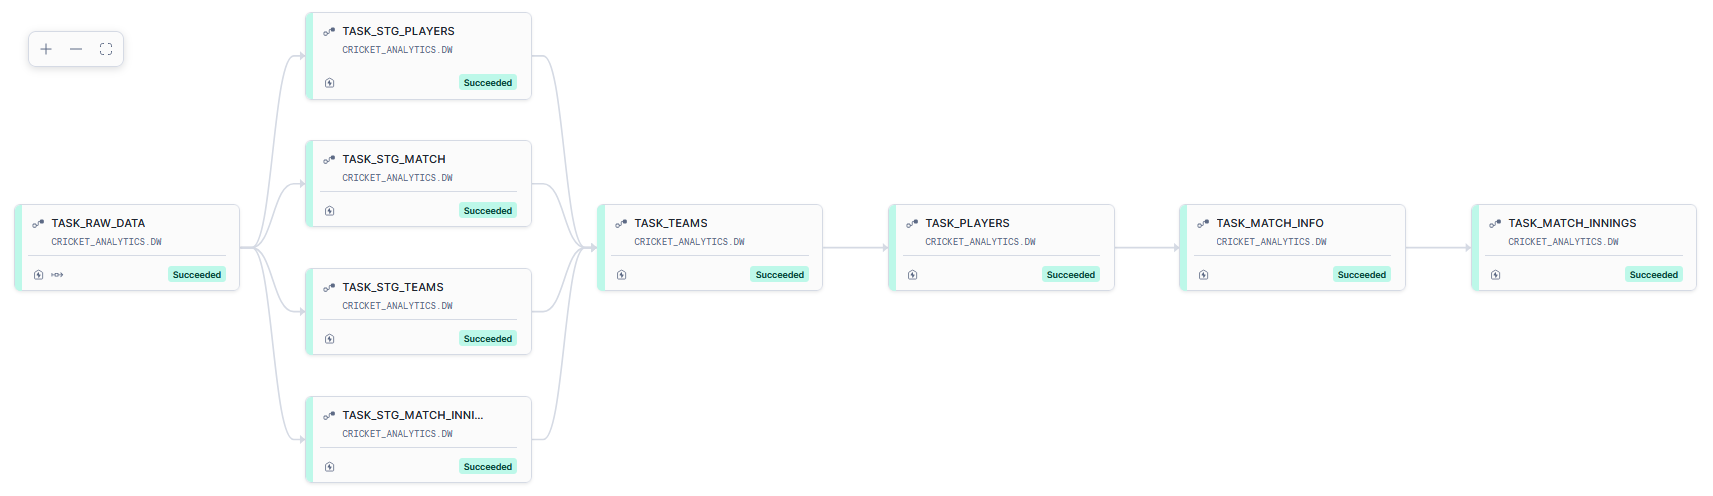 TASK_RAW_DATA
CRICKET_ANALYTICS.DW
Succeeded
TASK_STG_PLAYERS
CRICKET_ANALYTICS.DW
Succeeded
TASK_STG_MATCH
CRICKET_ANALYTICS.DW
Succeeded
TASK_STG_TEAMS
CRICKET_ANALYTICS.DW
Succeeded
TASK_STG_MATCH_INNI...
CRICKET_ANALYTICS.DW
Succeeded
TASK_TEAMS
CRICKET_ANALYTICS.DW
Succeeded
TASK_PLAYERS
CRICKET_ANALYTICS.DW
Succeeded
TASK_MATCH_INFO
CRICKET_ANALYTICS.DW
Succeeded
TASK_MATCH_INNINGS
CRICKET_ANALYTICS.DW
Succeeded